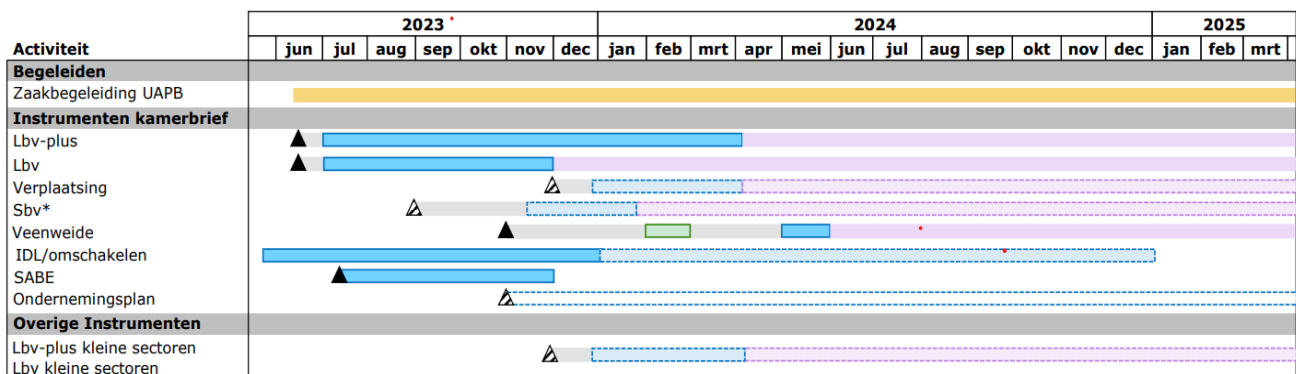 2023 2024 2025
Activiteit jun jul aug sep okt nov dec jan feb mrt apr mei jun jul aug sep okt nov dec jan feb mrt
Begeleiden
Zaakbegeleiding UAPB
Instrumenten kamerbrief
Lbv-plus
Lbv
Verplaatsing
Sbv*
Veenweide
IDL/omschakelen
SABE
Ondernemingsplan
Overige Instrumenten
Lbv-plus kleine sectoren
Lbv kleine sectoren